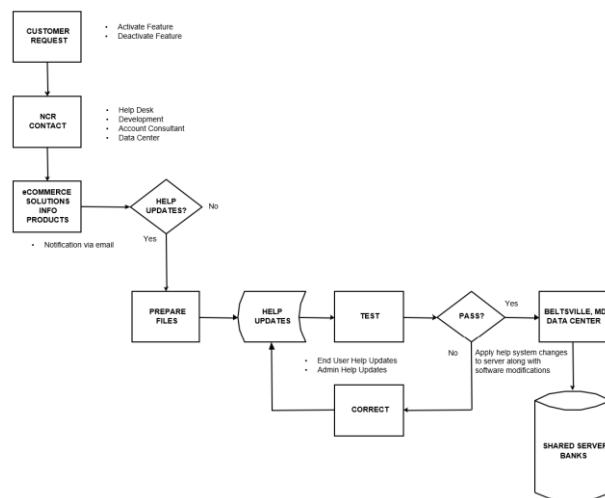 CUSTOMER
REQUEST
• Activate Feature
• Deactivate Feature
NCR
CONTACT
• Help Desk
• Development
• Account Consultant
• Data Center
eCOMMERCE
SOLUTIONS
INFO
PRODUCTS
HELP
UPDATES?
No
• Notification via email
Yes
PREPARE
FILES
HELP
UPDATES
TEST
PASS?
Yes
BELTSVILLE, MD
DATA CENTER
• End User Help Updates
• Admin Help Updates
No
Apply help system changes
to server along with
software modifications
CORRECT
SHARED SERVER
BANKS